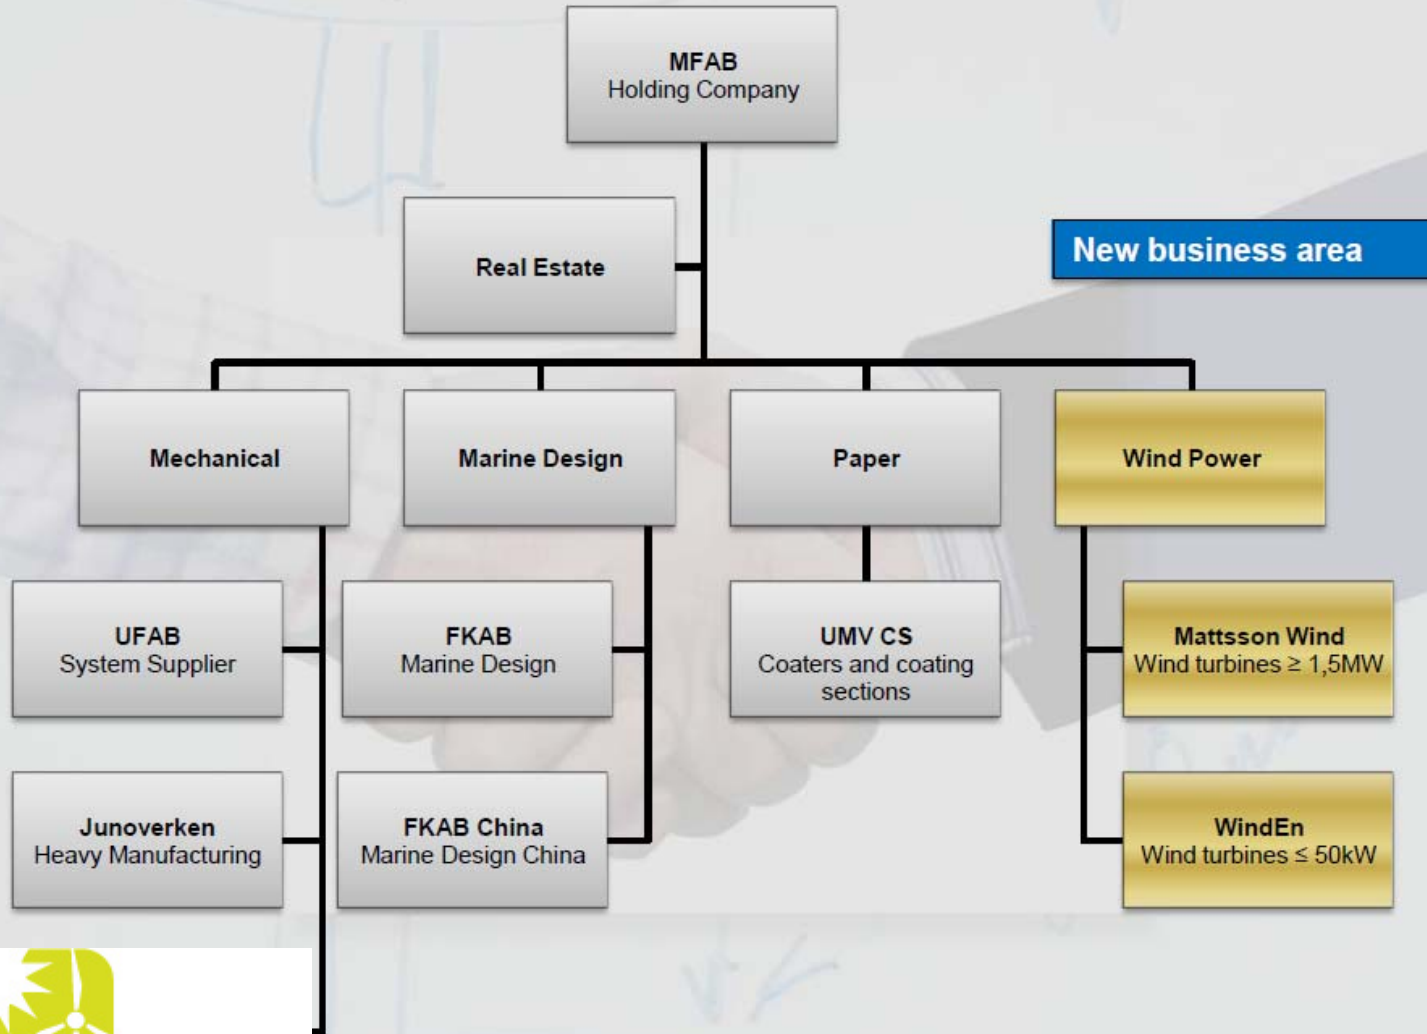 MFAB
Holding Company
Real Estate
New business area
Mechanical
Marine Design
Paper
Wind Power
UFAB
System Supplier
FKAB
Marine Design
UMV CS
Coaters and coating
sections
Mattsson Wind
Wind turbines ≥ 1,5MW
Junoverken
Heavy Manufacturing
FKAB China
Marine Design China
WindEn
Wind turbines ≤ 50kW